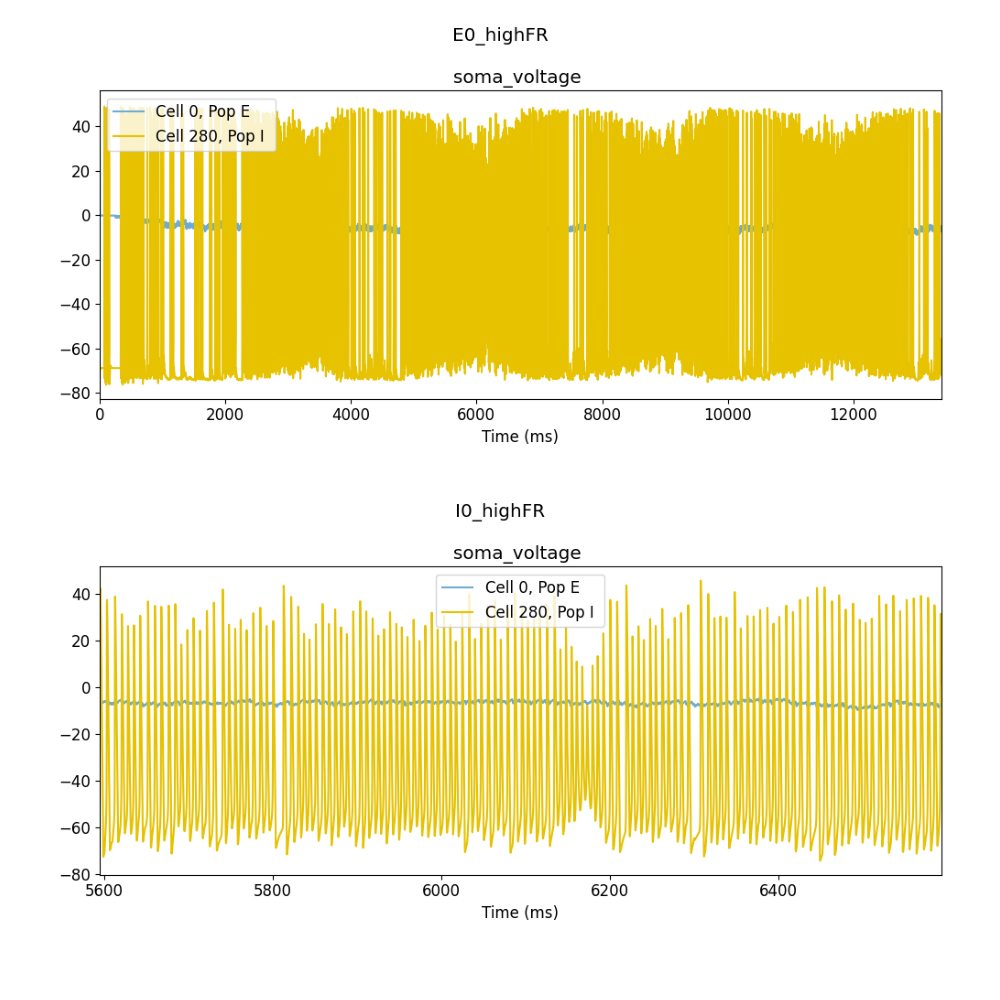 E0_highFR
soma_voltage
Cell 0, Pop E
Cell 280, Pop I
40
20
0
−20
−40
−60
−80
0 2000 4000 6000 8000 10000 12000
Time (ms)
I0_highFR
soma_voltage
Cell 0, Pop E
Cell 280, Pop I
40
20
0
−20
−40
−60
−80
5600 5800 6000 6200 6400
Time (ms)